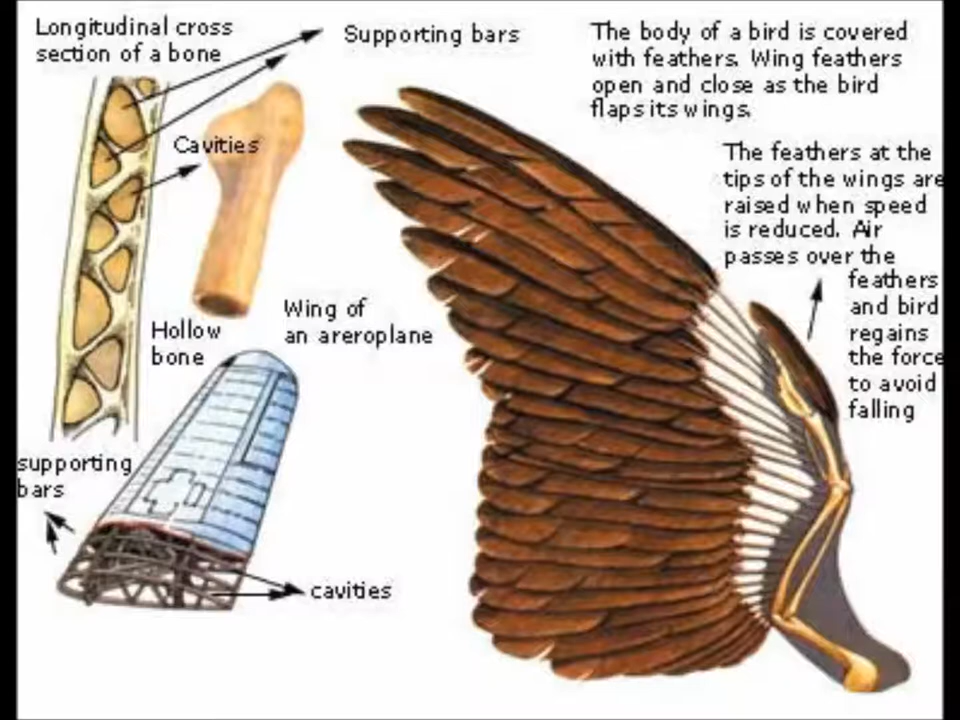 Longitudinal cross
section of a bone
Supporting bars
The body of a bird is covered
with feathers. Wing feathers
open and close as the bird
flaps its wings.
Cavities
The feathers at the
tips of the wings are
raised when speed
is reduced. Air
passes over the
feathers
and bird
regains
the force
to avoid
falling
Wing of
an areroplane
Hollow
bone
supporting
bars
cavities